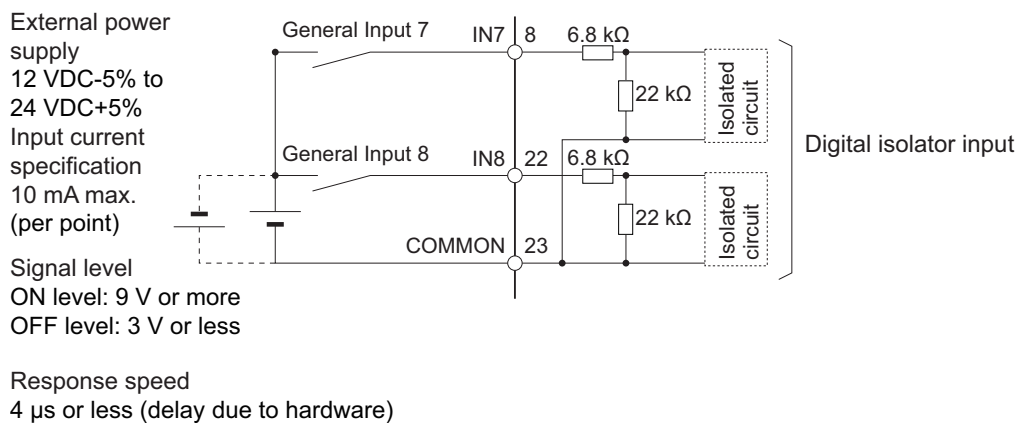 External power
supply
12 VDC-5% to
24 VDC+5%
Input current
specification
10 mA max.
(per point)
Signal level
ON level: 9 V or more
OFF level: 3 V or less
Response speed
4 µs or less (delay due to hardware)
General Input 7
IN7
8
6.8 kΩ
22 kΩ
Isolated
circuit
General Input 8
IN8
22
6.8 kΩ
22 kΩ
Isolated
circuit
COMMON
23
Digital isolator input